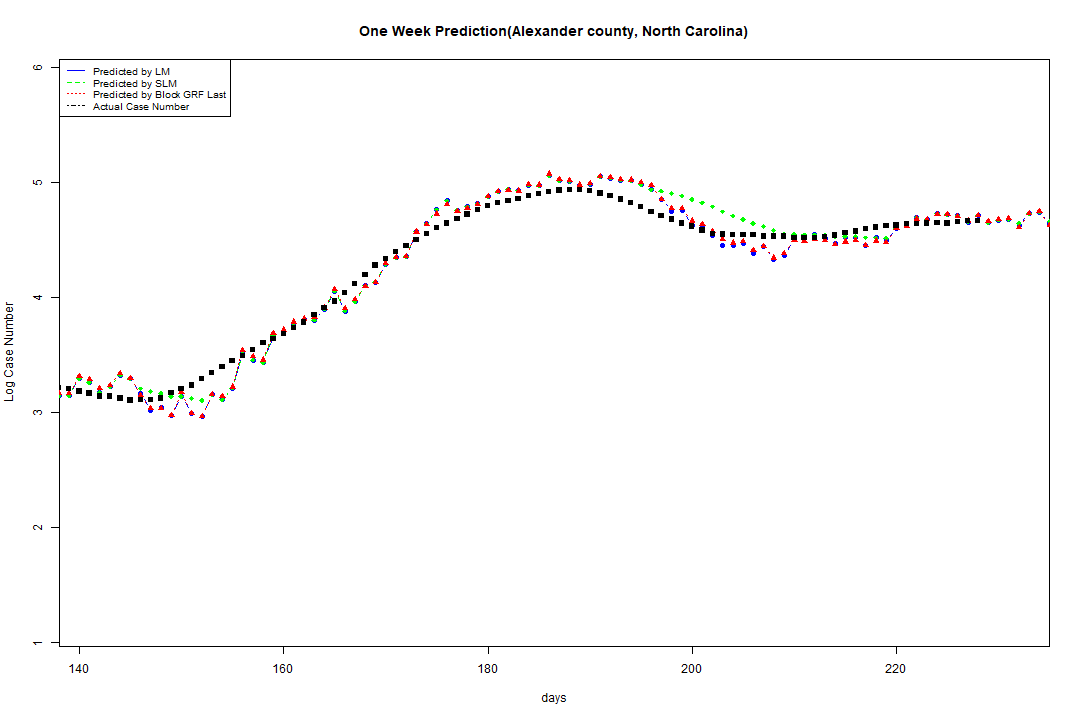 One Week Prediction(Alexander county, North Carolina)
Predicted by LM
Predicted by SLM
Predicted by Block GRF Last
Actual Case Number
6
5
4
3
2
1
Log Case Number
140 160 180 200 220
days